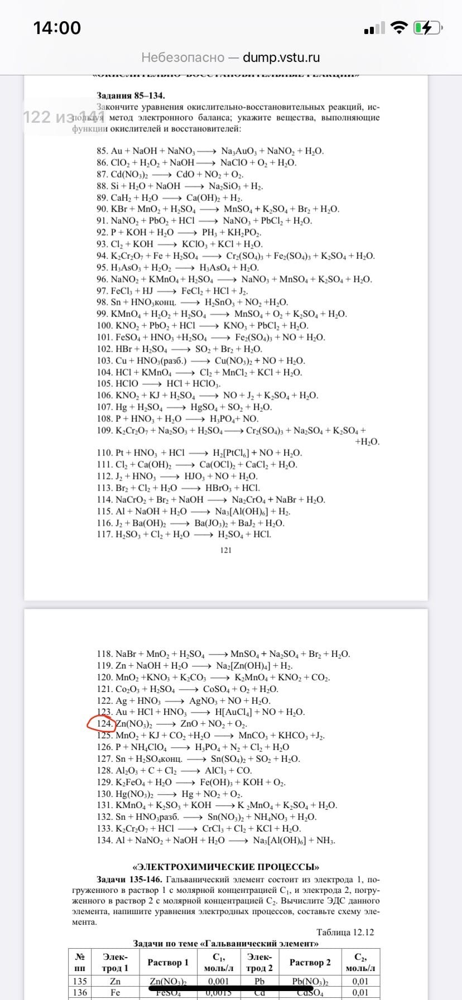 14:00
Небезопасно — dump.vstu.ru
«ОКИСЛИТЕЛЬНО-ВОССТАНОВИТЕЛЬНЫЕ РЕАКЦИИ»
Задания 85–134.
Закончите уравнения окислительно-восстановительных реакций, ис-
122 из 141
пользуя метод электронного баланса; укажите вещества, выполняющие
функции окислителей и восстановителей:
85. Au + NaOH + NaNO₃ ⟶ Na₃AuO₃ + NaNO₂ + H₂O.
86. ClO₂ + H₂O₂ + NaOH ⟶ NaClO + O₂ + H₂O.
87. Cd(NO₃)₂ ⟶ CdO + NO₂ + O₂.
88. Si + H₂O + NaOH ⟶ Na₂SiO₃ + H₂.
89. CaH₂ + H₂O ⟶ Ca(OH)₂ + H₂.
90. KBr + MnO₂ + H₂SO₄ ⟶ MnSO₄ + K₂SO₄ + Br₂ + H₂O.
91. NaNO₂ + PbO₂ + HCl ⟶ NaNO₃ + PbCl₂ + H₂O.
92. P + KOH + H₂O ⟶ PH₃ + KH₂PO₂.
93. Cl₂ + KOH ⟶ KClO₃ + KCl + H₂O.
94. K₂Cr₂O₇ + Fe + H₂SO₄ ⟶ Cr₂(SO₄)₃ + Fe₂(SO₄)₃ + K₂SO₄ + H₂O.
95. H₃AsO₃ + H₂O₂ ⟶ H₃AsO₄ + H₂O.
96. NaNO₂ + KMnO₄ + H₂SO₄ ⟶ NaNO₃ + MnSO₄ + K₂SO₄ + H₂O.
97. FeCl₃ + HJ ⟶ FeCl₂ + HCl + J₂.
98. Sn + HNO₃конц. ⟶ H₂SnO₃ + NO₂ +H₂O.
99. KMnO₄ + H₂O₂ + H₂SO₄ ⟶ MnSO₄ + O₂ + K₂SO₄ + H₂O.
100. KNO₂ + PbO₂ + HCl ⟶ KNO₃ + PbCl₂ + H₂O.
101. FeSO₄ + HNO₃ +H₂SO₄ ⟶ Fe₂(SO₄)₃ + NO + H₂O.
102. HBr + H₂SO₄ ⟶ SO₂ + Br₂ + H₂O.
103. Cu + HNO₃(разб.) ⟶ Cu(NO₃)₂ + NO + H₂O.
104. HCl + KMnO₄ ⟶ Cl₂ + MnCl₂ + KCl + H₂O.
105. HClO ⟶ HCl + HClO₃.
106. KNO₂ + KJ + H₂SO₄ ⟶ NO + J₂ + K₂SO₄ + H₂O.
107. Hg + H₂SO₄ ⟶ HgSO₄ + SO₂ + H₂O.
108. P + HNO₃ + H₂O ⟶ H₃PO₄+ NO.
109. K₂Cr₂O₇ + Na₂SO₃ + H₂SO₄ ⟶ Cr₂(SO₄)₃ + Na₂SO₄ + K₂SO₄ +
+H₂O.
110. Pt + HNO₃ + HCl ⟶ H₂[PtCl₆] + NO + H₂O.
111. Cl₂ + Ca(OH)₂ ⟶ Ca(OCl)₂ + CaCl₂ + H₂O.
112. J₂ + HNO₃ ⟶ HJO₃ + NO + H₂O.
113. Br₂ + Cl₂ + H₂O ⟶ HBrO₃ + HCl.
114. NaCrO₂ + Br₂ + NaOH ⟶ Na₂CrO₄ + NaBr + H₂O.
115. Al + NaOH + H₂O ⟶ Na₃[Al(OH)₆] + H₂.
116. J₂ + Ba(OH)₂ ⟶ Ba(JO₃)₂ + BaJ₂ + H₂O.
117. H₂SO₃ + Cl₂ + H₂O ⟶ H₂SO₄ + HCl.
121
118. NaBr + MnO₂ + H₂SO₄ ⟶ MnSO₄ + Na₂SO₄ + Br₂ + H₂O.
119. Zn + NaOH + H₂O ⟶ Na₂[Zn(OH)₄] + H₂.
120. MnO₂ +KNO₃ + K₂CO₃ ⟶ K₂MnO₄ + KNO₂ + CO₂.
121. Co₂O₃ + H₂SO₄ ⟶ CoSO₄ + O₂ + H₂O.
122. Ag + HNO₃ ⟶ AgNO₃ + NO + H₂O.
123. Au + HCl + HNO₃ ⟶ H[AuCl₄] + NO + H₂O.
124. Zn(NO₃)₂ ⟶ ZnO + NO₂ + O₂.
125. MnO₂ + KJ + CO₂ +H₂O ⟶ MnCO₃ + KHCO₃ +J₂.
126. P + NH₄ClO₄ ⟶ H₃PO₄ + N₂ + Cl₂ + H₂O
127. Sn + H₂SO₄конц. ⟶ Sn(SO₄)₂ + SO₂ + H₂O.
128. Al₂O₃ + C + Cl₂ ⟶ AlCl₃ + CO.
129. K₂FeO₄ + H₂O ⟶ Fe(OH)₃ + KOH + O₂.
130. Hg(NO₃)₂ ⟶ Hg + NO₂ + O₂.
131. KMnO₄ + K₂SO₃ + KOH ⟶ K ₂MnO₄ + K₂SO₄ + H₂O.
132. Sn + HNO₃разб. ⟶ Sn(NO₃)₂ + NH₄NO₃ + H₂O.
133. K₂Cr₂O₇ + HCl ⟶ CrCl₃ + Cl₂ + KCl + H₂O.
134. Al + NaNO₂ + NaOH + H₂O ⟶ Na₃[Al(OH)₆] + NH₃.
«ЭЛЕКТРОХИМИЧЕСКИЕ ПРОЦЕССЫ»
Задачи 135-146. Гальванический элемент состоит из электрода 1, по-
груженного в раствор 1 с молярной концентрацией C₁, и электрода 2, погру-
женного в раствор 2 с молярной концентрацией C₂. Вычислите ЭДС данного
элемента, напишите уравнения электродных процессов, составьте схему эле-
мента.
Таблица 12.12
Задачи по теме «Гальванический элемент»
№ пп Элек- трод 1 Раствор 1 C₁, моль/л Элек- трод 2 Раствор 2 C₂, моль/л
135 Zn Zn(NO₃)₂ 0,001 Pb Pb(NO₃)₂ 0,01
136 Fe FeSO₄ 0,0015 Cd CdSO₄ 0,01